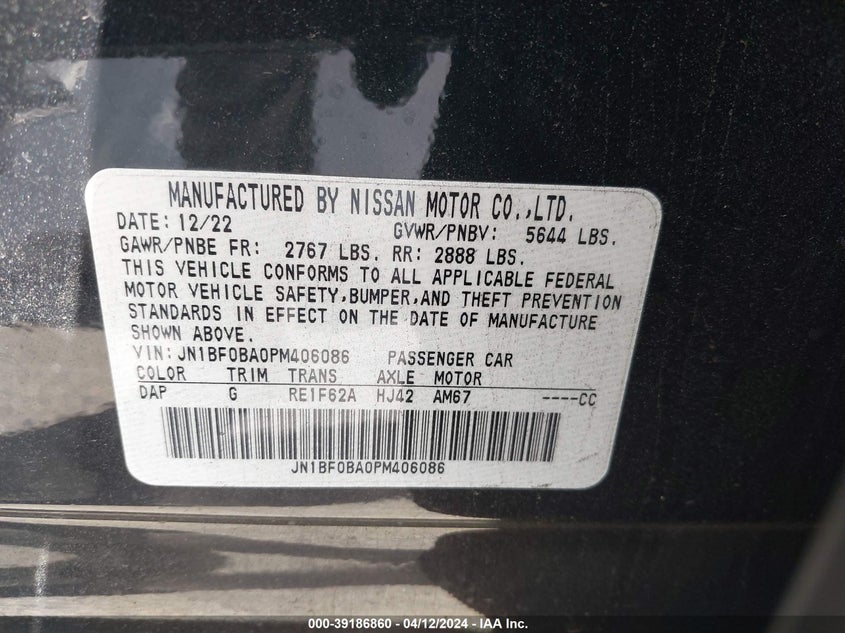 MANUFACTURED BY NISSAN MOTOR CO.,LTD.
DATE: 12/22 GVWR/PNBV: 5644 LBS.
GAWR/PNBE FR: 2767 LBS. RR: 2888 LBS.
THIS VEHICLE CONFORMS TO ALL APPLICABLE FEDERAL
MOTOR VEHICLE SAFETY,BUMPER,AND THEFT PREVENTION
STANDARDS IN EFFECT ON THE DATE OF MANUFACTURE
SHOWN ABOVE.
VIN: JN1BF0BA0PM406086 PASSENGER CAR
COLOR TRIM TRANS AXLE MOTOR
DAP G RE1F62A HJ42 AM67 ----CC
JN1BF0BA0PM406086
000-39186860 - 04/12/2024 - IAA Inc.